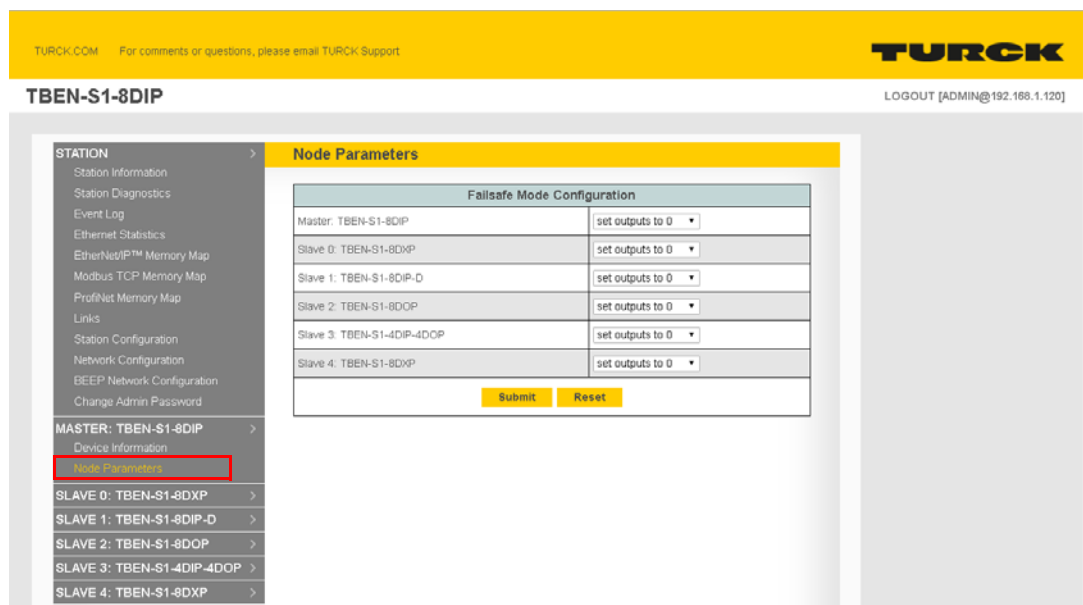 TURCK.COM For comments or questions, please email TURCK Support
TURCK
TBEN-S1-8DIP
LOGOUT [ADMIN@192.168.1.120]
STATION >
Station Information
Station Diagnostics
Event Log
Ethernet Statistics
EtherNet/IP™ Memory Map
Modbus TCP Memory Map
ProfiNet Memory Map
Links
Station Configuration
Network Configuration
BEEP Network Configuration
Change Admin Password
MASTER: TBEN-S1-8DIP >
Device Information
Node Parameters
SLAVE 0: TBEN-S1-8DXP >
SLAVE 1: TBEN-S1-8DIP-D >
SLAVE 2: TBEN-S1-8DOP >
SLAVE 3: TBEN-S1-4DIP-4DOP >
SLAVE 4: TBEN-S1-8DXP >
Node Parameters
Failsafe Mode Configuration
Master: TBEN-S1-8DIP set outputs to 0
Slave 0: TBEN-S1-8DXP set outputs to 0
Slave 1: TBEN-S1-8DIP-D set outputs to 0
Slave 2: TBEN-S1-8DOP set outputs to 0
Slave 3: TBEN-S1-4DIP-4DOP set outputs to 0
Slave 4: TBEN-S1-8DXP set outputs to 0
Submit Reset